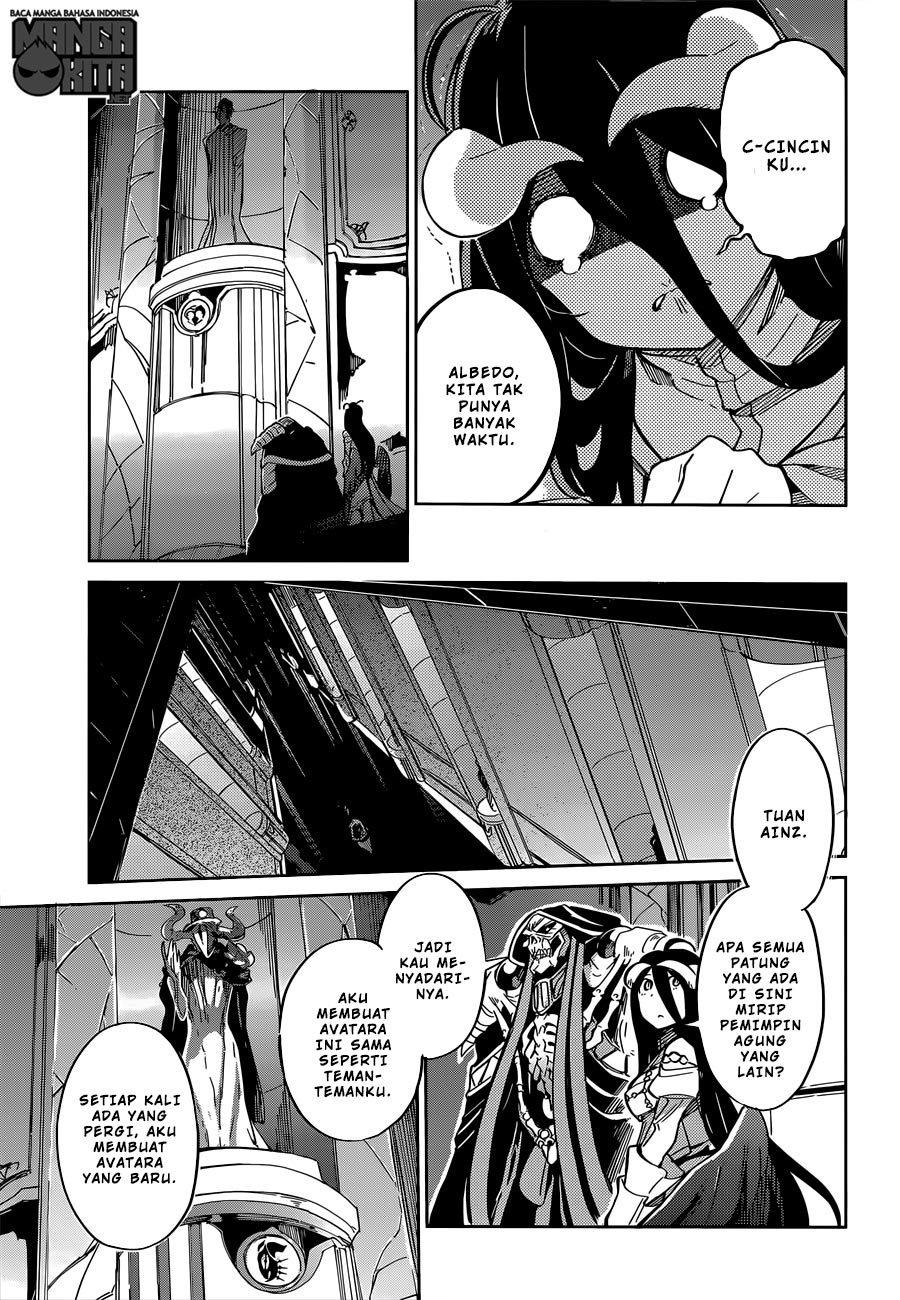 BACA MANGA BAHASA INDONESIA
MANGA
KITA
C-CINCIN
KU...
ALBEDO,
KITA TAK
PUNYA
BANYAK
WAKTU.
TUAN
AINZ.
APA SEMUA
PATUNG
YANG ADA
DI SINI
MIRIP
PEMIMPIN
AGUNG
YANG
LAIN?
JADI
KAU ME-
NYADARI-
NYA.
AKU
MEMBUAT
AVATARA
INI SAMA
SEPERTI
TEMAN-
TEMANKU.
SETIAP KALI
ADA YANG
PERGI, AKU
MEMBUAT
AVATARA
YANG BARU.